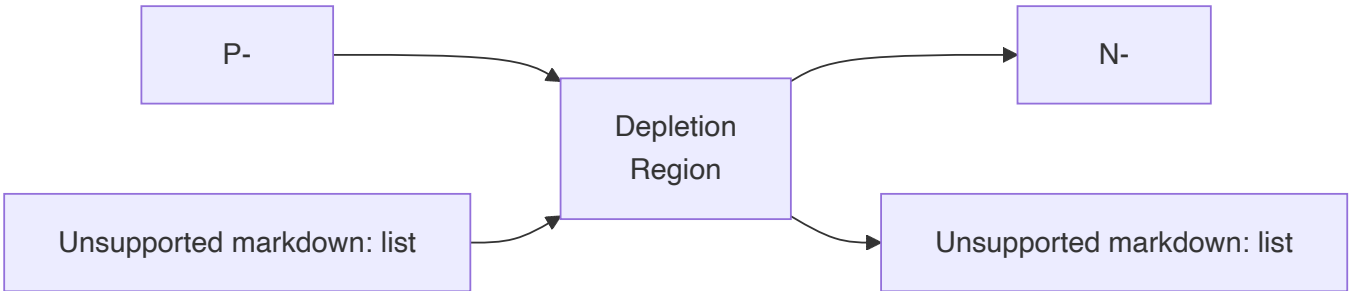 P-
N-
Depletion
Region
Unsupported markdown: list
Unsupported markdown: list